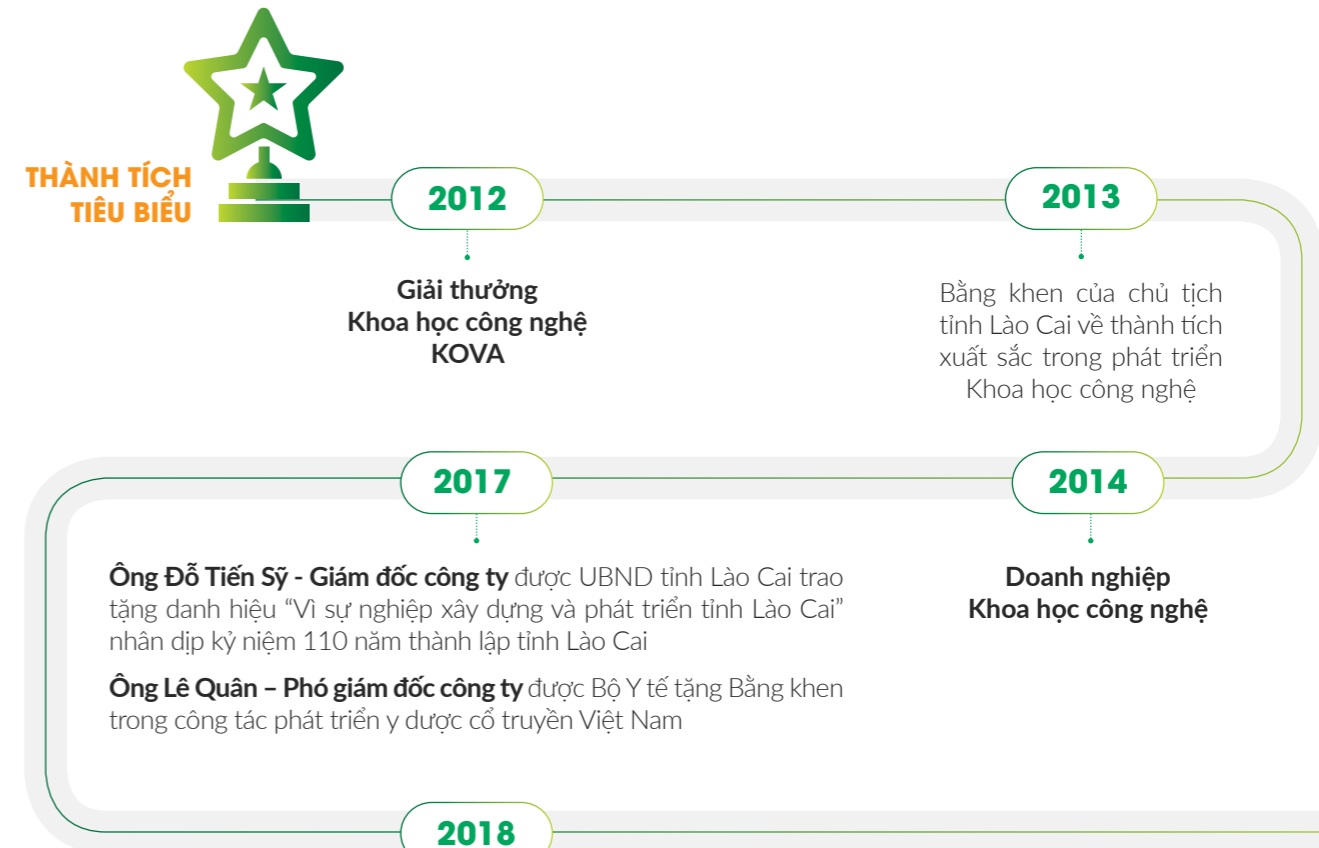 THÀNH TÍCH
TIÊU BIỂU
2012
Giải thưởng
Khoa học công nghệ
KOVA
2013
Bằng khen của chủ tịch
tỉnh Lào Cai về thành tích
xuất sắc trong phát triển
Khoa học công nghệ
2014
Doanh nghiệp
Khoa học công nghệ
2017
Ông Đỗ Tiến Sỹ - Giám đốc công ty được UBND tỉnh Lào Cai trao
tặng danh hiệu “Vì sự nghiệp xây dựng và phát triển tỉnh Lào Cai”
nhân dịp kỷ niệm 110 năm thành lập tỉnh Lào Cai
Ông Lê Quân – Phó giám đốc công ty được Bộ Y tế tặng Bằng khen
trong công tác phát triển y dược cổ truyền Việt Nam
2018